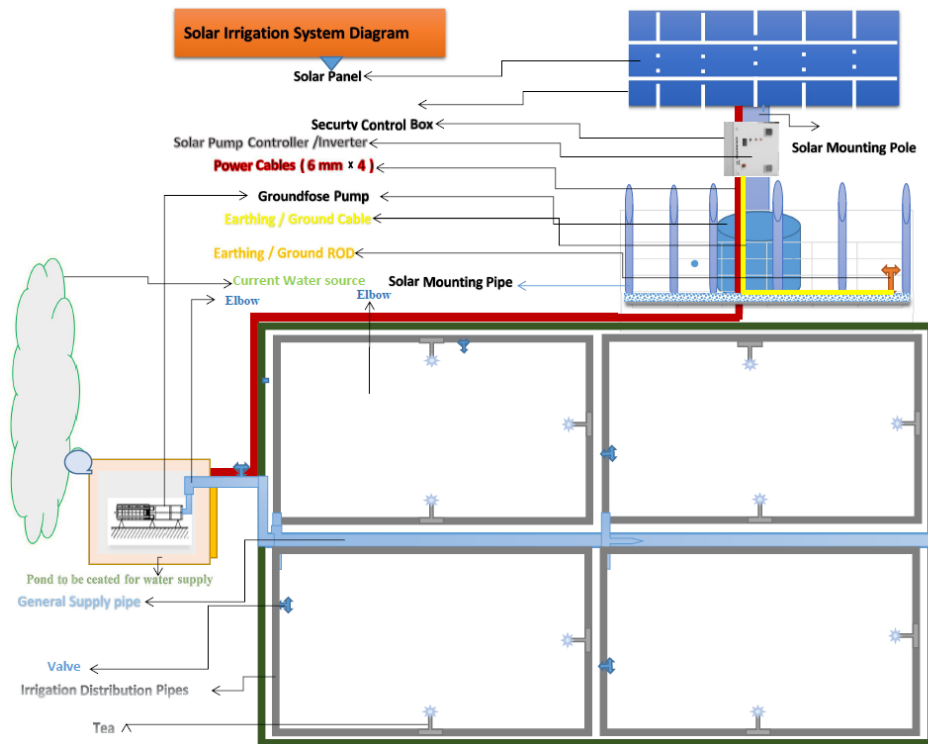 Solar Irrigation System Diagram
Solar Panel
Securty Control Box
Solar Pump Controller /Inverter
Solar Mounting Pole
Power Cables ( 6 mm x 4 )
Groundfose Pump
Earthing / Ground Cable
Earthing / Ground ROD
Current Water source
Solar Mounting Pipe
Elbow
Elbow
Pond to be ceated for water supply
General Supply pipe
Valve
Irrigation Distribution Pipes
Tea